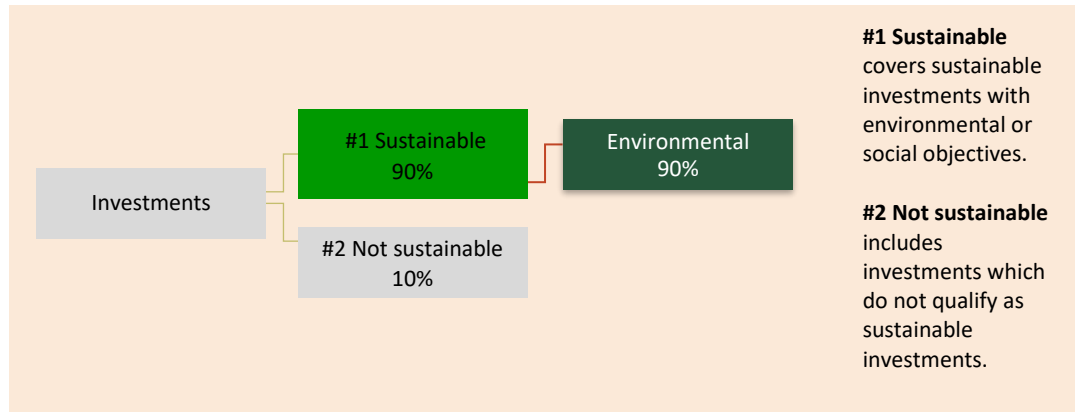 Investments
#1 Sustainable
90%
#2 Not sustainable
10%
Environmental
90%
#1 Sustainable
covers sustainable
investments with
environmental or
social objectives.
#2 Not sustainable
includes
investments which
do not qualify as
sustainable
investments.